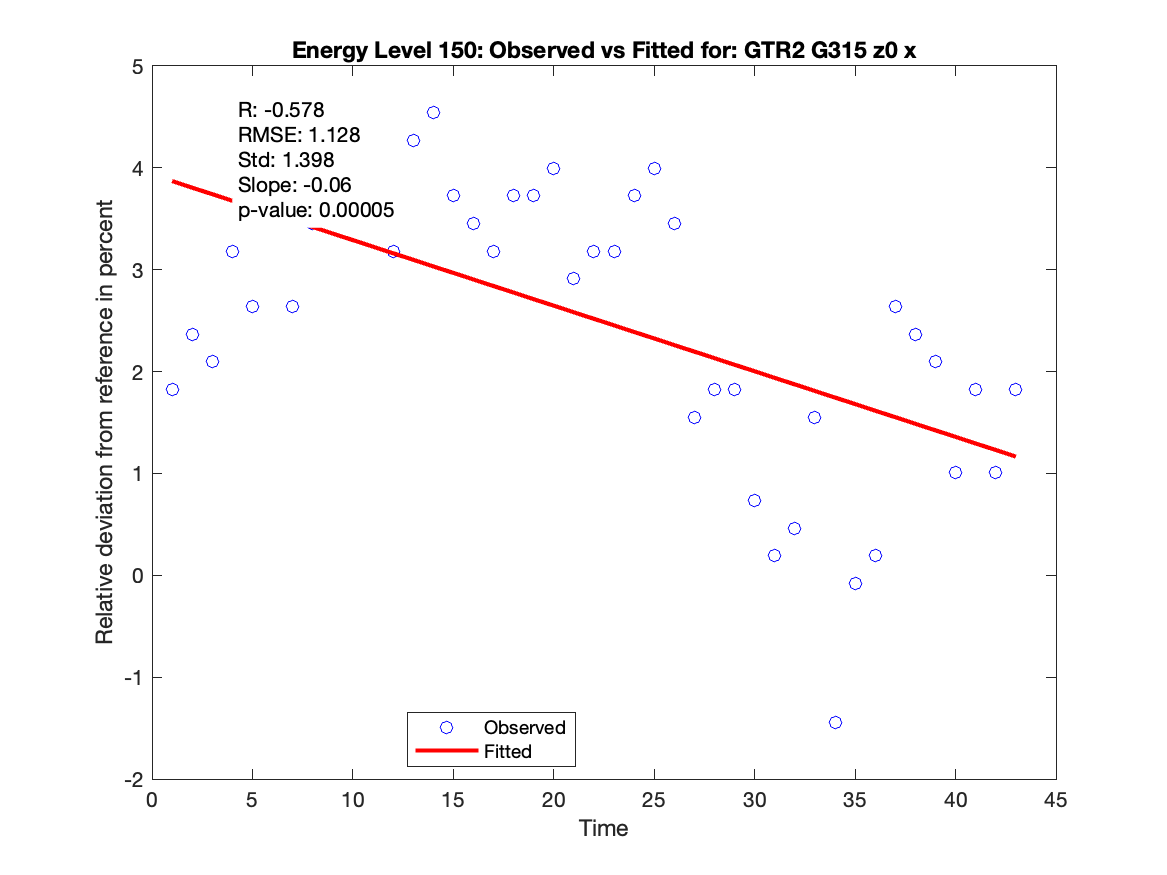 Energy Level 150: Observed vs Fitted for: GTR2 G315 z0 x
5
R: -0.578
RMSE: 1.128
Std: 1.398
Slope: -0.06
p-value: 0.00005
4
3
2
1
0
-1
-2
Relative deviation from reference in percent
Observed
Fitted
0 5 10 15 20 25 30 35 40 45
Time